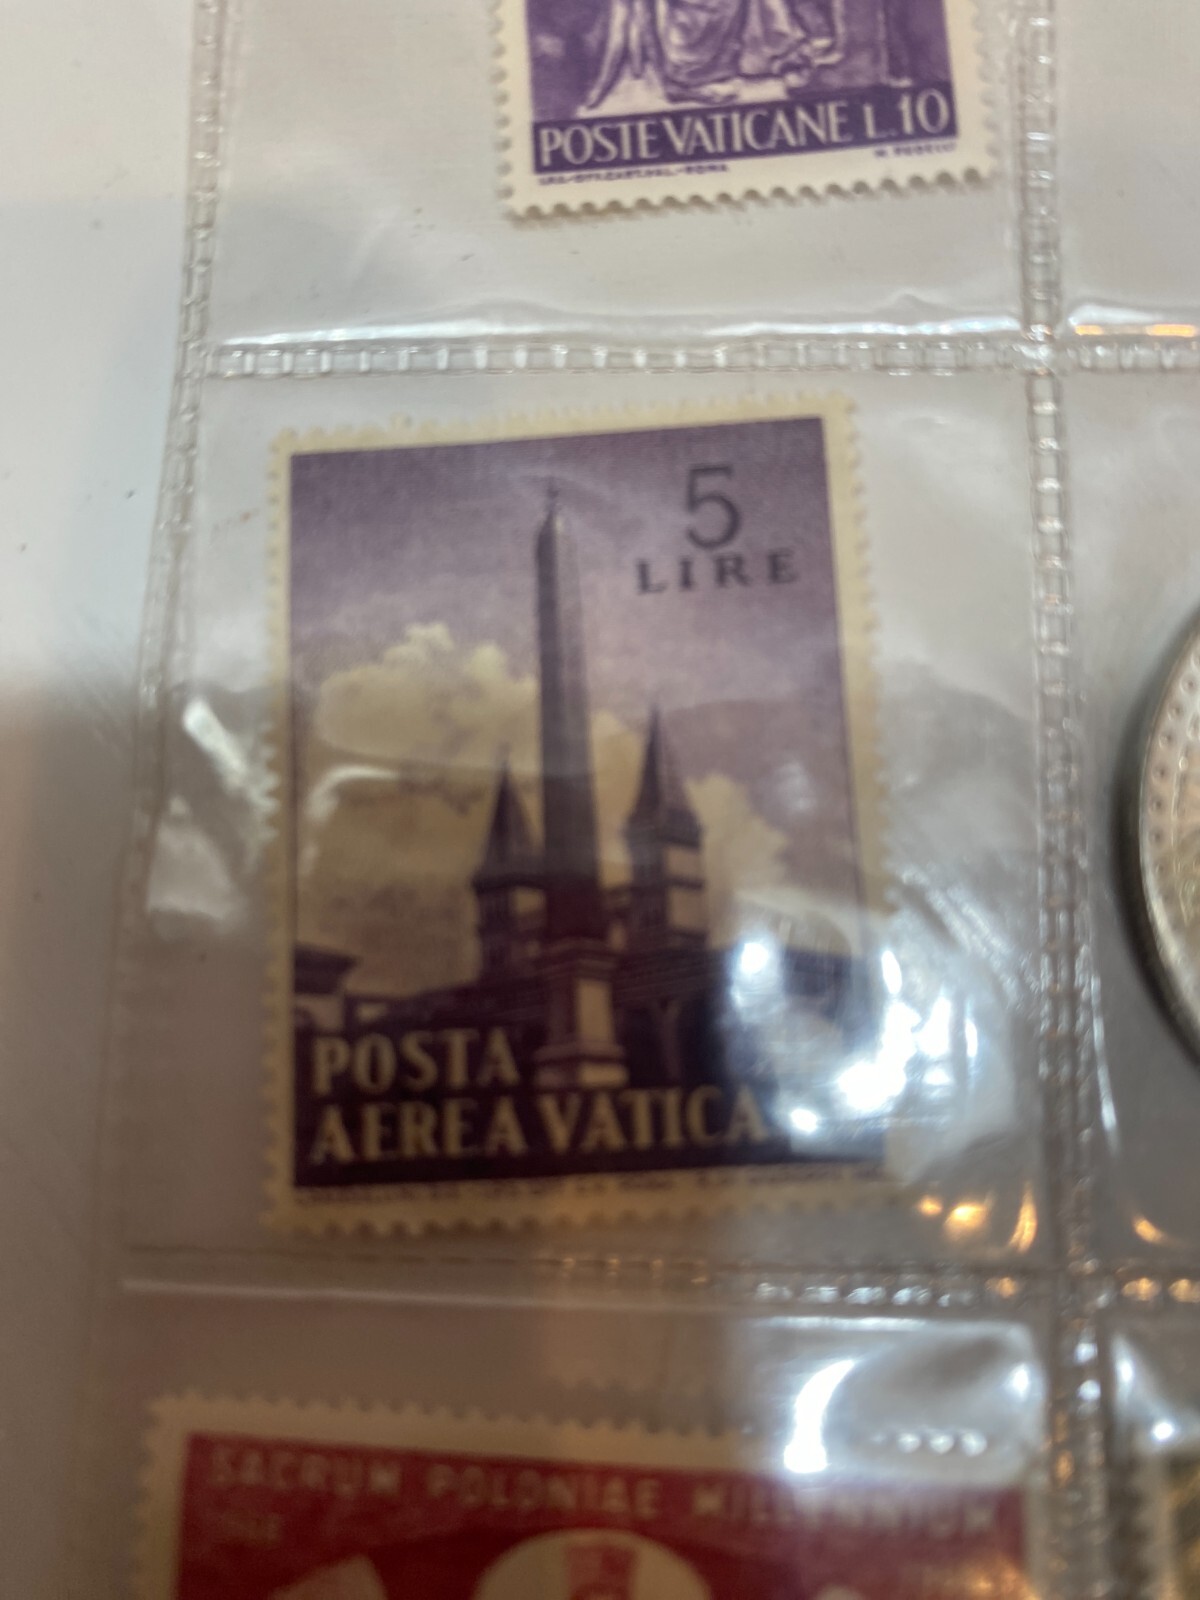 POSTE VATICANE L.10
5
LIRE
POSTA
AEREA VATICA
SACRUM POLONIAE MILLENNIUM